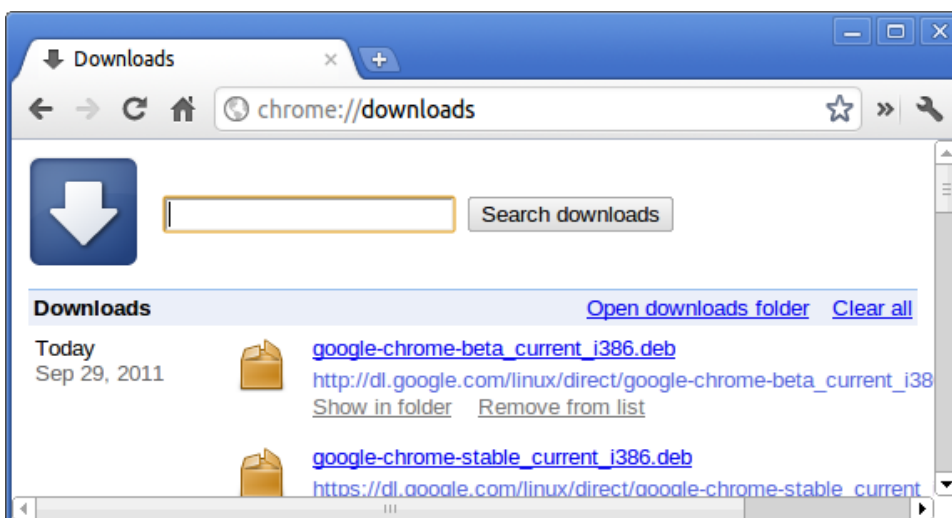 Downloads
chrome://downloads
Search downloads
Downloads Open downloads folder Clear all
Today google-chrome-beta_current_i386.deb
Sep 29, 2011 http://dl.google.com/linux/direct/google-chrome-beta_current_i38
Show in folder Remove from list
google-chrome-stable_current_i386.deb
https://dl.google.com/linux/direct/google-chrome-stable_current_